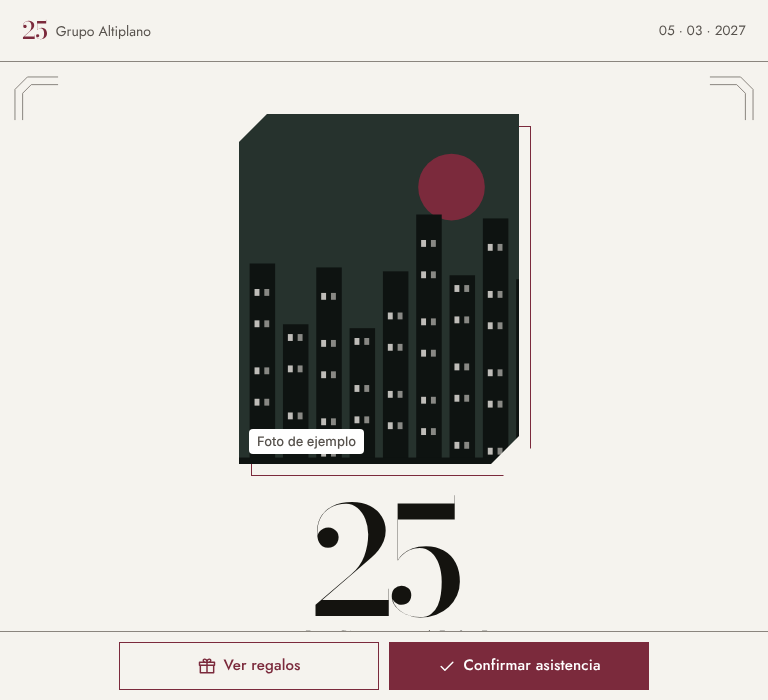 25 Grupo Altiplano
05 · 03 · 2027
Foto de ejemplo
25
Ver regalos
Confirmar asistencia